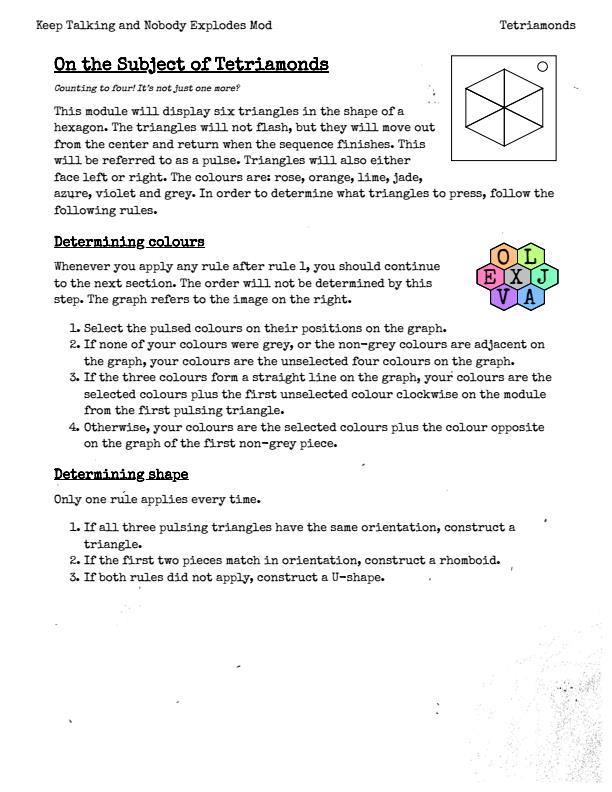 Keep Talking and Nobody Explodes Mod Tetriamonds
On the Subject of Tetriamonds
Counting to four! It's not just one more?
This module will display six triangles in the shape of a
hexagon. The triangles will not flash, but they will move out
from the center and return when the sequence finishes. This
will be referred to as a pulse. Triangles will also either
face left or right. The colours are: rose, orange, lime, jade,
azure, violet and grey. In order to determine what triangles to press, follow the
following rules.
Determining colours
Whenever you apply any rule after rule 1, you should continue
to the next section. The order will not be determined by this
step. The graph refers to the image on the right.
O L
E X J
V A
1. Select the pulsed colours on their positions on the graph.
2. If none of your colours were grey, or the non-grey colours are adjacent on
the graph, your colours are the unselected four colours on the graph.
3. If the three colours form a straight line on the graph, your colours are the
selected colours plus the first unselected colour clockwise on the module
from the first pulsing triangle.
4. Otherwise, your colours are the selected colours plus the colour opposite
on the graph of the first non-grey piece.
Determining shape
Only one rule applies every time.
1. If all three pulsing triangles have the same orientation, construct a
triangle.
2. If the first two pieces match in orientation, construct a rhomboid.
3. If both rules did not apply, construct a U-shape.